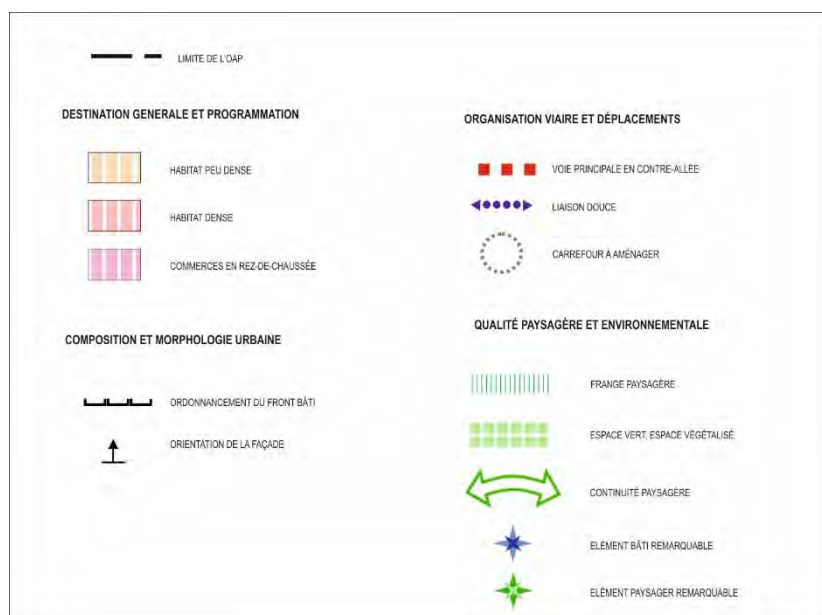 LIMITE DE L'OAP
DESTINATION GENERALE ET PROGRAMMATION
HABITAT PEU DENSE
HABITAT DENSE
COMMERCES EN REZ-DE-CHAUSSÉE
COMPOSITION ET MORPHOLOGIE URBAINE
ORDONNANCEMENT DU FRONT BÂTI
ORIENTATION DE LA FAÇADE
ORGANISATION VIAIRE ET DÉPLACEMENTS
VOIE PRINCIPALE EN CONTRE-ALLÉE
LIAISON DOUCE
CARREFOUR À AMÉNAGER
QUALITÉ PAYSAGÈRE ET ENVIRONNEMENTALE
FRANGE PAYSAGÈRE
ESPACE VERT, ESPACE VÉGÉTALISÉ
CONTINUITÉ PAYSAGÈRE
ELÉMENT BÂTI REMARQUABLE
ELÉMENT PAYSAGER REMARQUABLE